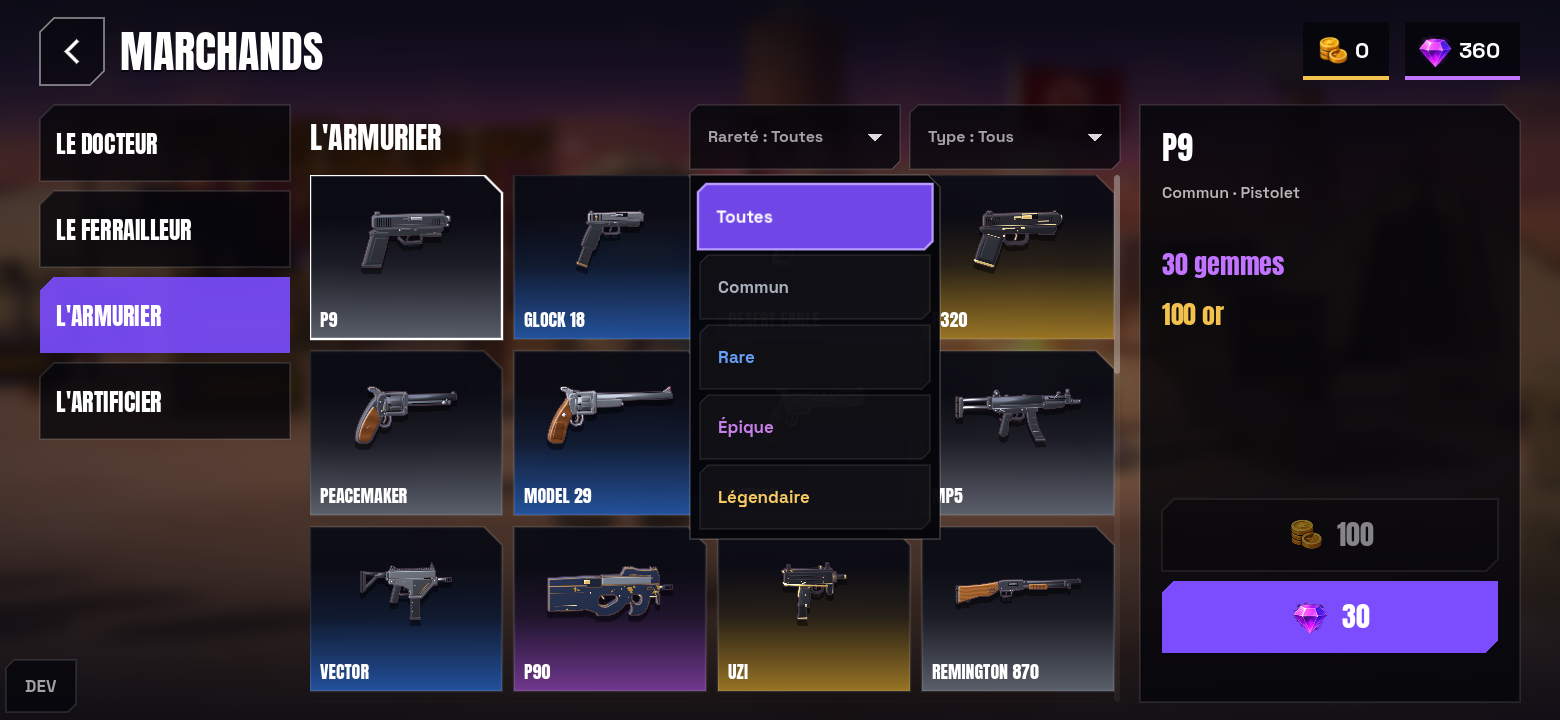 MARCHANDS
0
360
LE DOCTEUR
LE FERRAILLEUR
L'ARMURIER
L'ARTIFICIER
L'ARMURIER
Rareté : Toutes
Type : Tous
Toutes
Commun
Rare
Épique
Légendaire
P9
GLOCK 18
DESERT EAGLE
320
PEACEMAKER
MODEL 29
MP5
VECTOR
P90
UZI
REMINGTON 870
P9
Commun · Pistolet
30 gemmes
100 or
100
30
DEV